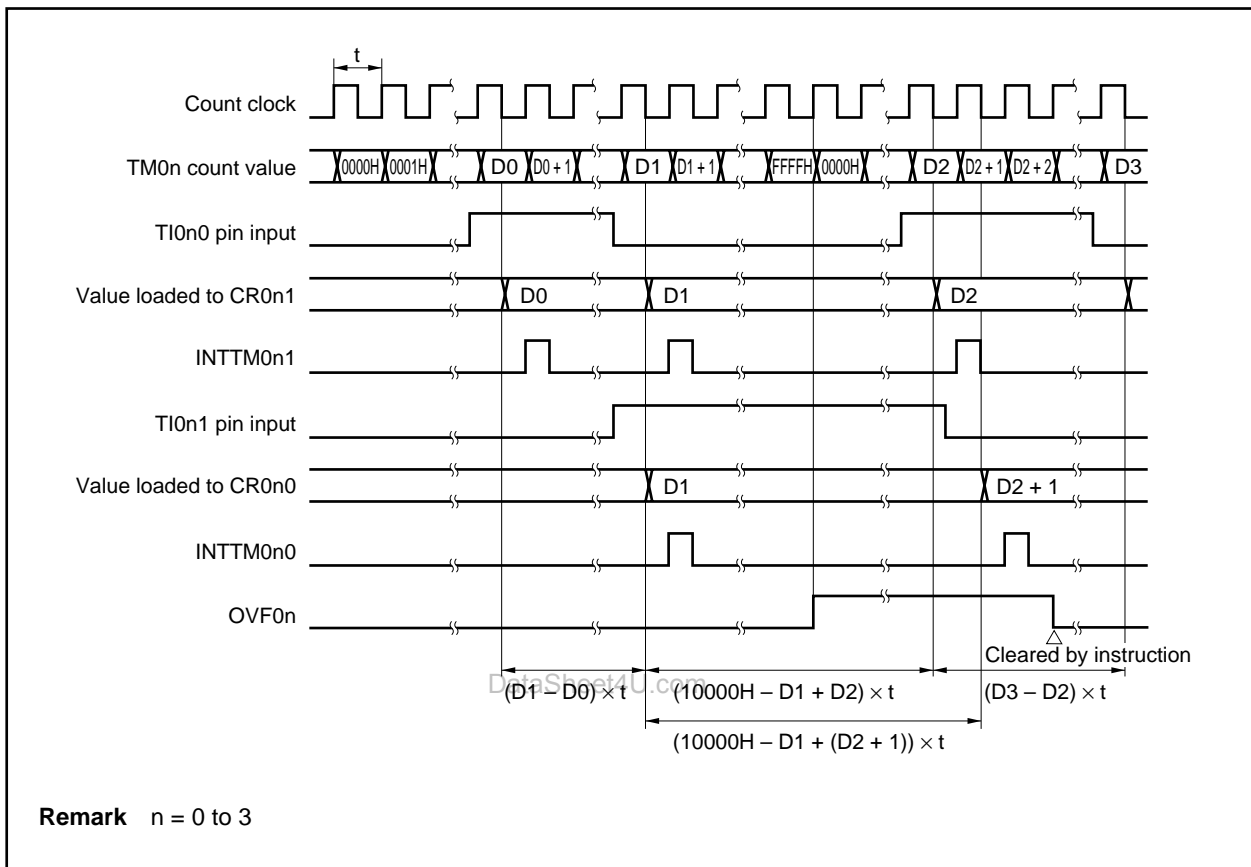 t
Count clock
TM0n count value
0000H 0001H D0 D0 + 1 D1 D1 + 1 FFFFH 0000H D2 D2 + 1 D2 + 2 D3
TI0n0 pin input
Value loaded to CR0n1
D0 D1 D2
INTTM0n1
TI0n1 pin input
Value loaded to CR0n0
D1 D2 + 1
INTTM0n0
OVF0n
Cleared by instruction
DataSheet4U.com
(D1 – D0) × t (10000H – D1 + D2) × t (D3 – D2) × t
(10000H – D1 + (D2 + 1)) × t
Remark n = 0 to 3